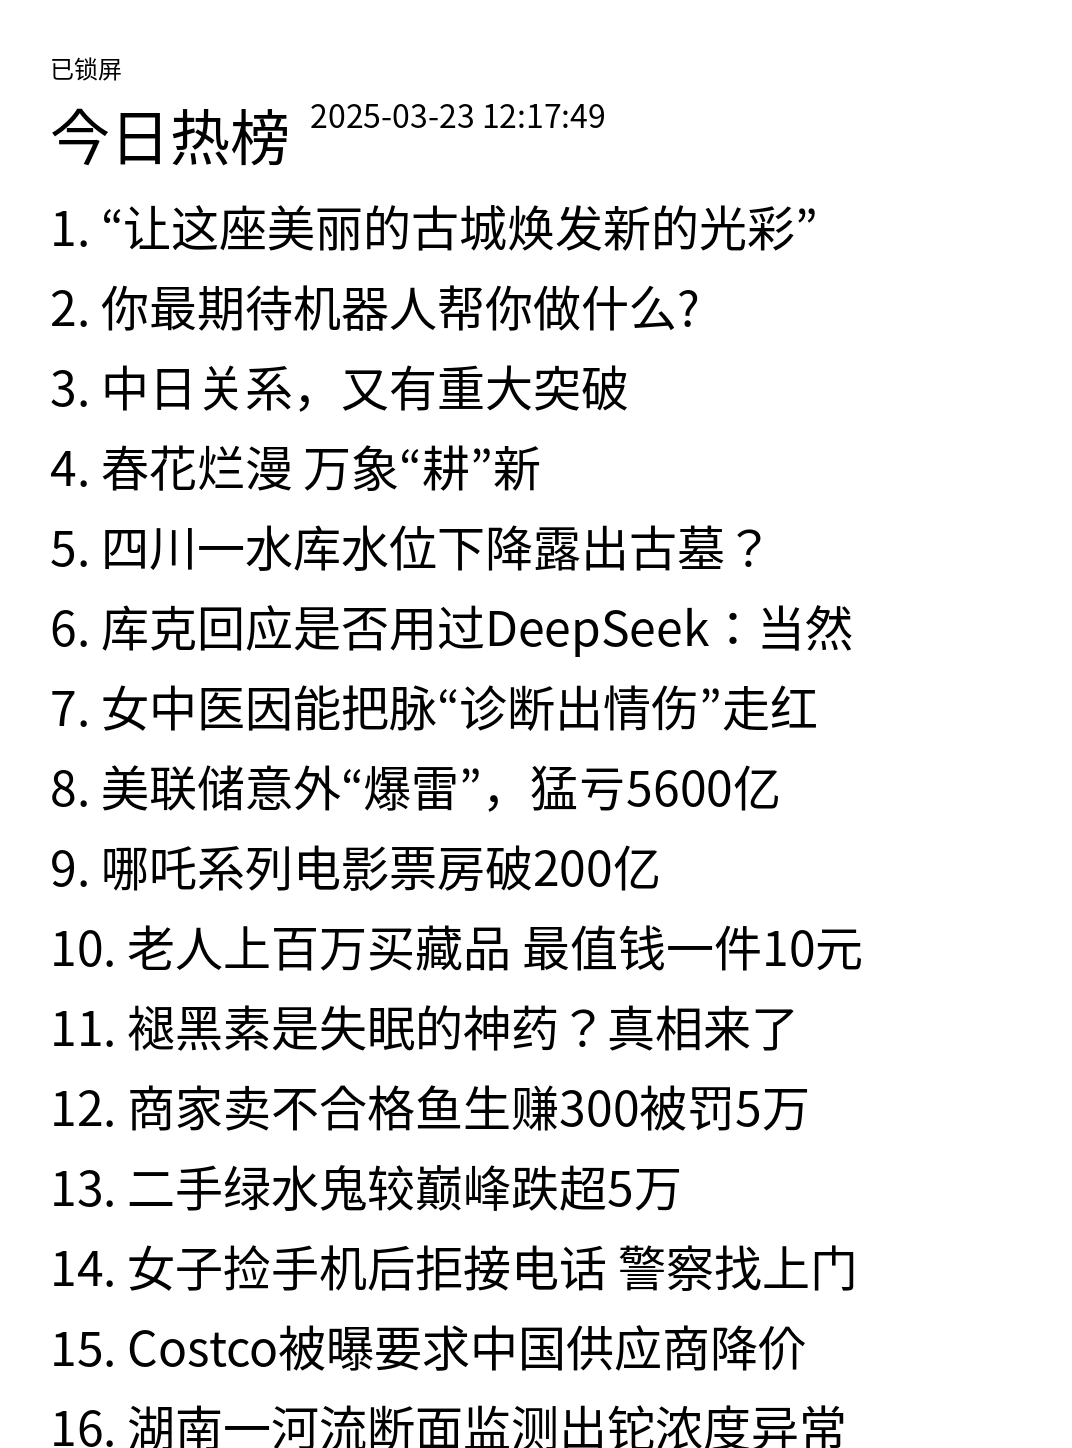 已锁屏
今日热榜 2025-03-23 12:17:49
1. “让这座美丽的古城焕发新的光彩”
2. 你最期待机器人帮你做什么?
3. 中日关系，又有重大突破
4. 春花烂漫 万象“耕”新
5. 四川一水库水位下降露出古墓？
6. 库克回应是否用过DeepSeek：当然
7. 女中医因能把脉“诊断出情伤”走红
8. 美联储意外“爆雷”，猛亏5600亿
9. 哪吒系列电影票房破200亿
10. 老人上百万买藏品 最值钱一件10元
11. 褪黑素是失眠的神药？真相来了
12. 商家卖不合格鱼生赚300被罚5万
13. 二手绿水鬼较巅峰跌超5万
14. 女子捡手机后拒接电话 警察找上门
15. Costco被曝要求中国供应商降价
16. 湖南一河流断面监测出铊浓度异常